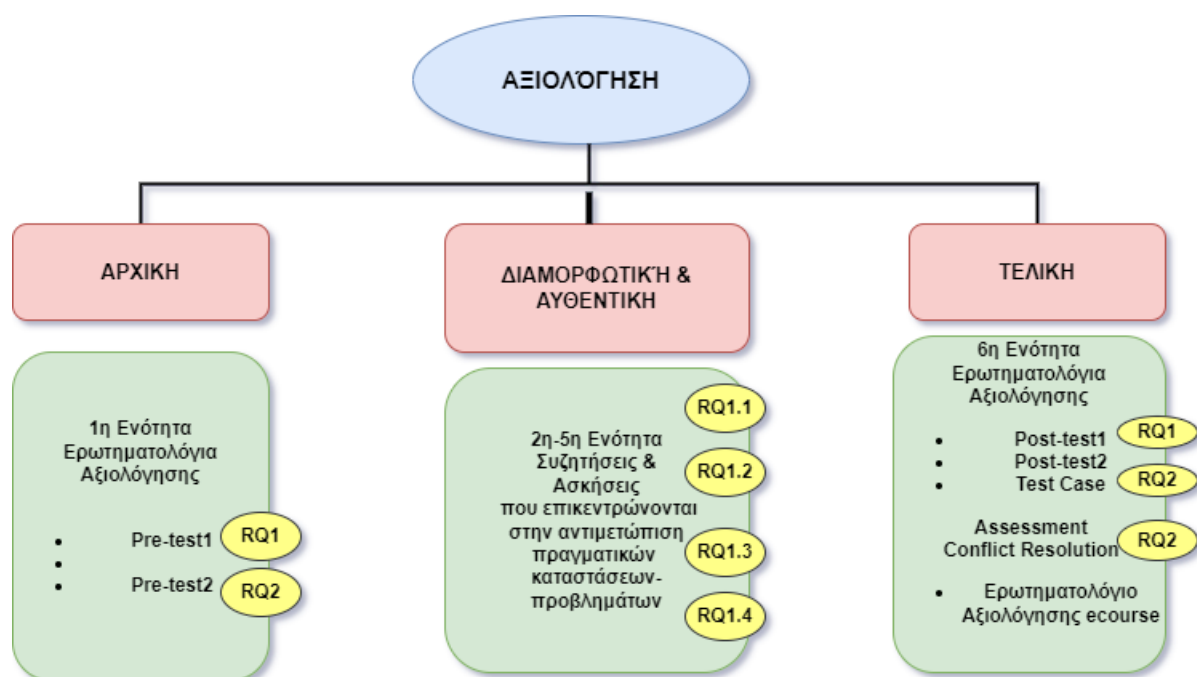 ΑΞΙΟΛΌΓΗΣΗ
ΑΡΧΙΚΗ
1η Ενότητα
Ερωτηματολόγια
Αξιολόγησης
• Pre-test1 RQ1
•
• Pre-test2 RQ2
ΔΙΑΜΟΡΦΩΤΙΚΉ &
ΑΥΘΕΝΤΙΚΗ
RQ1.1
2η-5η Ενότητα
Συζητήσεις & RQ1.2
Ασκήσεις
που επικεντρώνονται
στην αντιμετώπιση
πραγματικών RQ1.3
καταστάσεων-
προβλημάτων
RQ1.4
ΤΕΛΙΚΗ
6η Ενότητα
Ερωτηματολόγια
Αξιολόγησης
• Post-test1 RQ1
• Post-test2
• Test Case RQ2
Assessment
Conflict Resolution RQ2
• Ερωτηματολόγιο
Αξιολόγησης ecourse